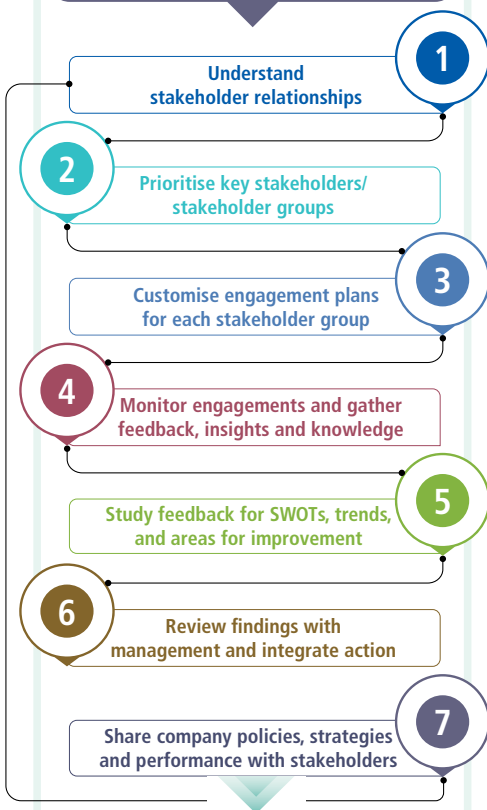 1
Understand
stakeholder relationships
2
Prioritise key stakeholders/
stakeholder groups
3
Customise engagement plans
for each stakeholder group
4
Monitor engagements and gather
feedback, insights and knowledge
5
Study feedback for SWOTs, trends,
and areas for improvement
6
Review findings with
management and integrate action
7
Share company policies, strategies
and performance with stakeholders